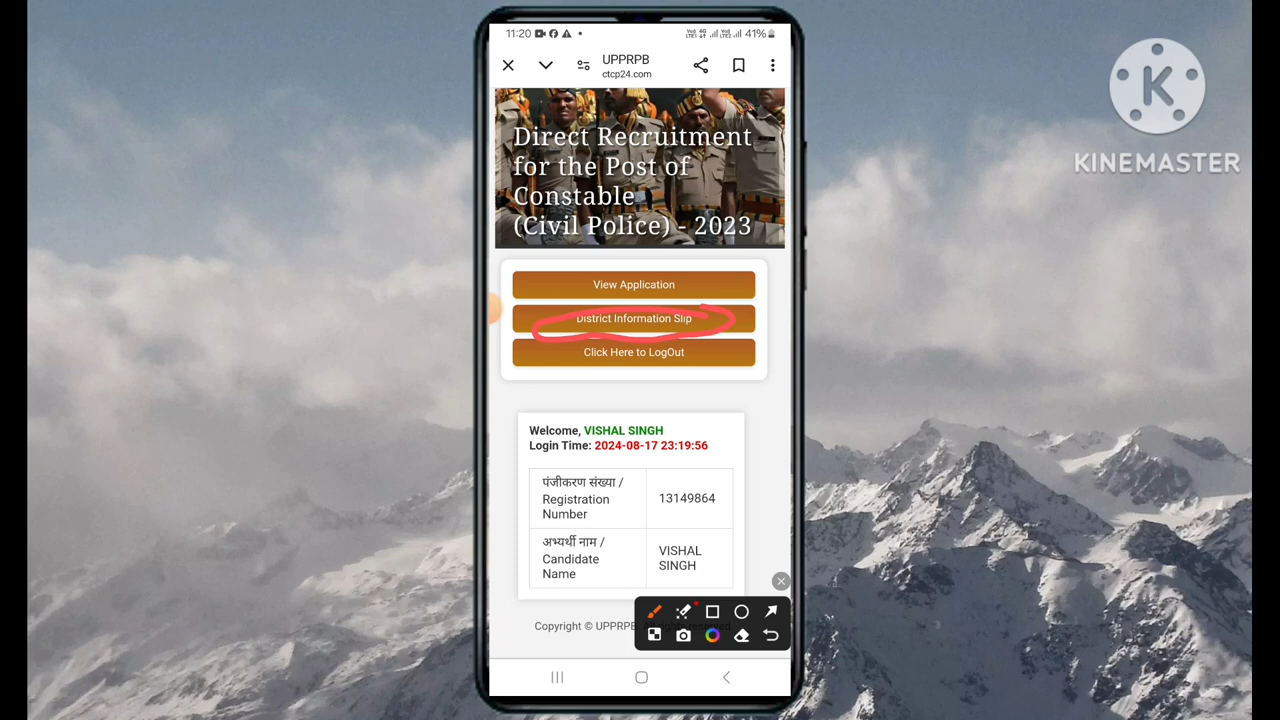 11:20
41%
UPPRPB
ctcp24.com
K
KINEMASTER
Direct Recruitment
for the Post of
Constable
(Civil Police) - 2023
View Application
District Information Slip
Click Here to LogOut
Welcome, VISHAL SINGH
Login Time: 2024-08-17 23:19:56
पंजीकरण संख्या /
Registration
Number
13149864
अभ्यर्थी नाम /
Candidate
Name
VISHAL
SINGH
Copyright © UPPRPB